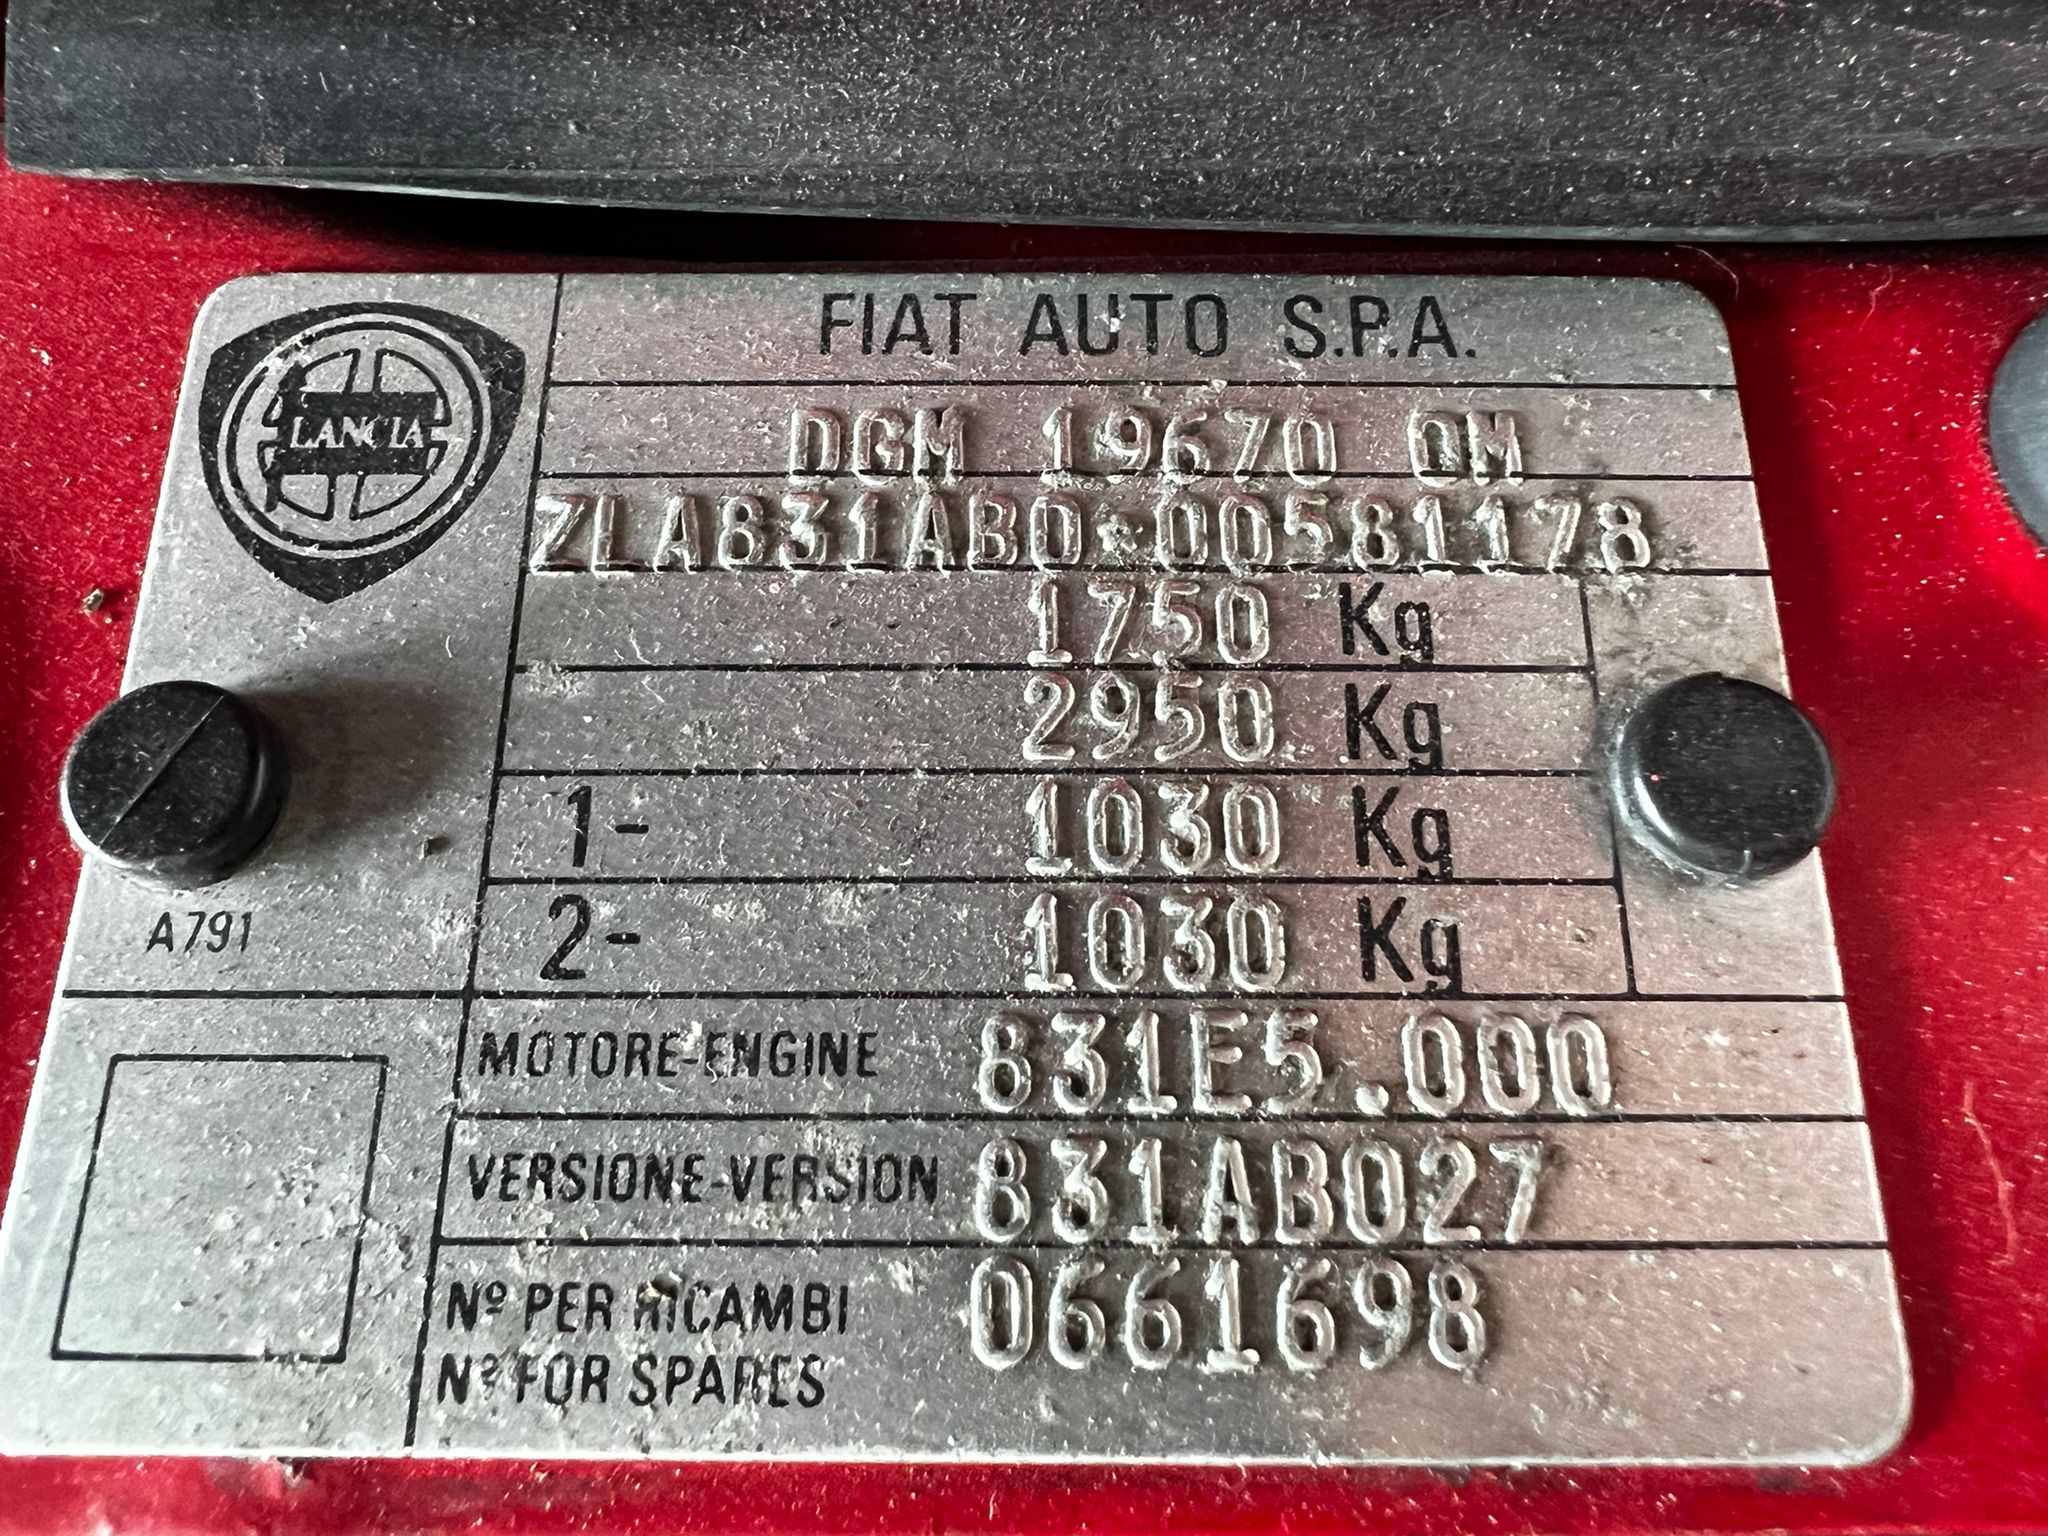 FIAT AUTO S.P.A.
LANCIA
DGM 19670 OM
ZLA831AB0*00581178
1750 Kg
2950 Kg
1- 1030 Kg
2- 1030 Kg
A791
MOTORE-ENGINE 831E5.000
VERSIONE-VERSION 831AB027
Nº PER RICAMBI 0661698
Nº FOR SPARES